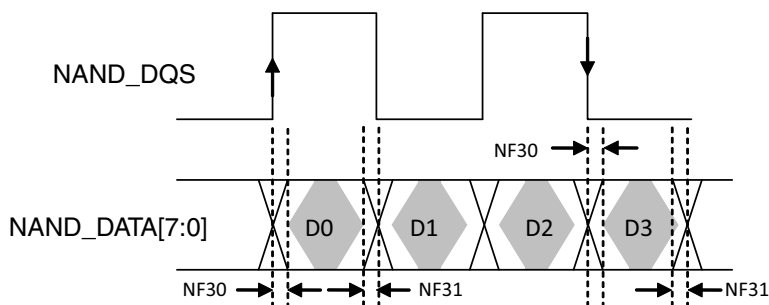 NAND_DQS
NF30
NAND_DATA[7:0]
D0
D1
D2
D3
NF30
NF31
NF31